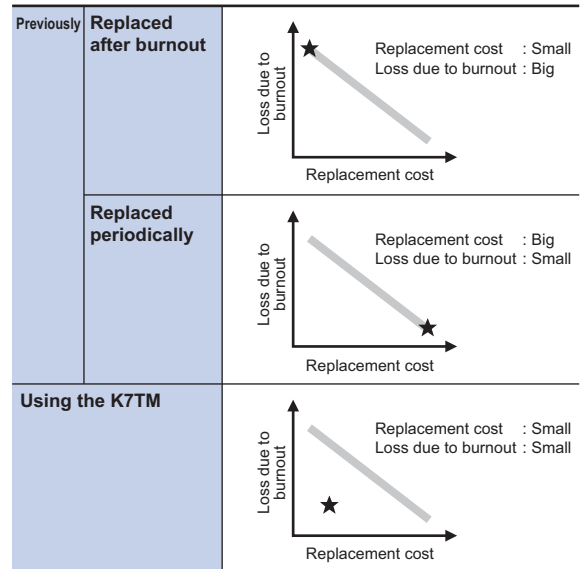 Previously
Replaced
after burnout
Loss due to
burnout
Replacement cost : Small
Loss due to burnout : Big
Replacement cost
Replaced
periodically
Loss due to
burnout
Replacement cost : Big
Loss due to burnout : Small
Replacement cost
Using the K7TM
Loss due to
burnout
Replacement cost : Small
Loss due to burnout : Small
Replacement cost